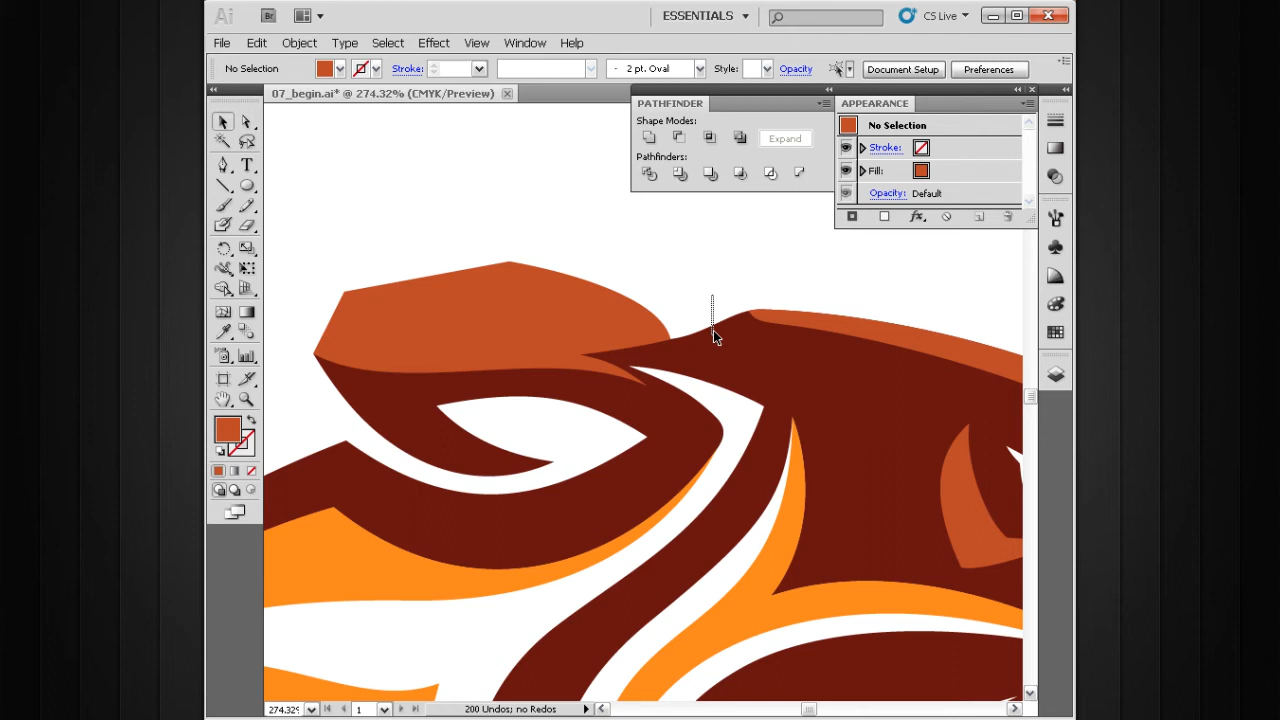 Ai Br ESSENTIALS CS Live
File Edit Object Type Select Effect View Window Help
No Selection Stroke: 2 pt. Oval Style: Opacity Document Setup Preferences
07_begin.ai* @ 274.32% (CMYK/Preview)
PATHFINDER
Shape Modes:
Expand
Pathfinders:
APPEARANCE
No Selection
Stroke:
Fill:
Opacity: Default
fx
T
274.32% 1 200 Undos; no Redos